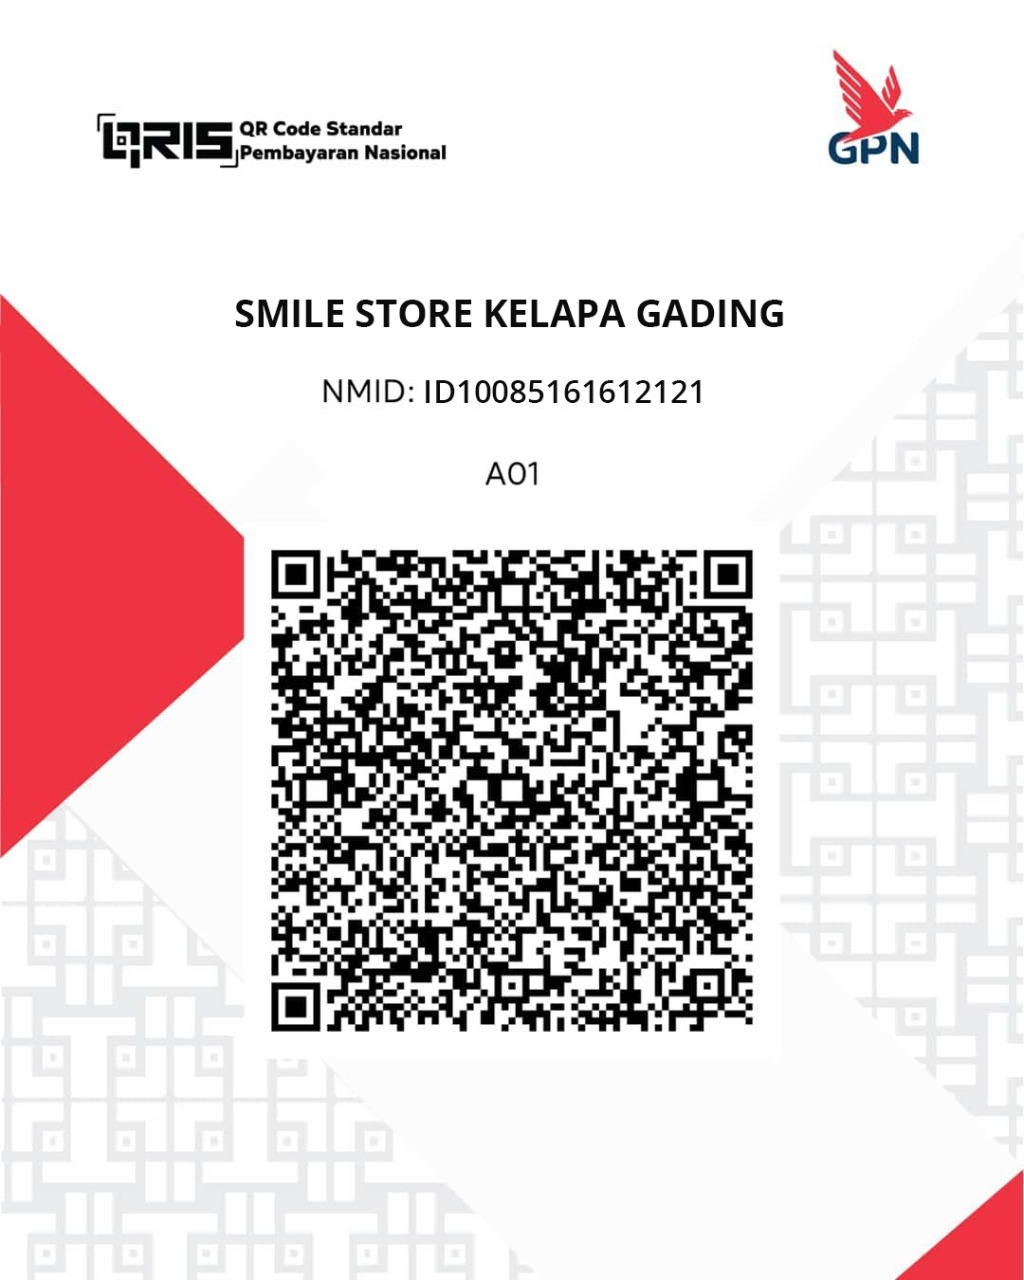 QRIS QR Code Standar
Pembayaran Nasional
GPN
SMILE STORE KELAPA GADING
NMID: ID10085161612121
A01